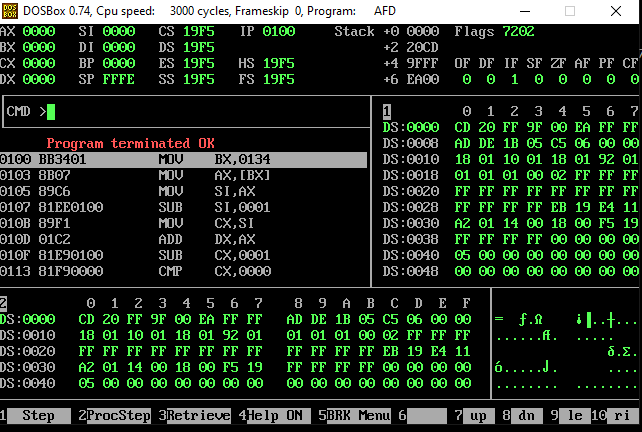 DOSBox 0.74, Cpu speed: 3000 cycles, Frameskip 0, Program: AFD
AX 0000 SI 0000 CS 19F5 IP 0100 Stack +0 0000 Flags 7202
BX 0000 DI 0000 DS 19F5 +2 20CD
CX 0000 BP 0000 ES 19F5 HS 19F5 +4 9FFF OF DF IF SF ZF AF PF CF
DX 0000 SP FFFE SS 19F5 FS 19F5 +6 EA00 0 0 1 0 0 0 0 0
CMD >
1 0 1 2 3 4 5 6 7
DS:0000 CD 20 FF 9F 00 EA FF FF
DS:0008 AD DE 1B 05 C5 06 00 00
DS:0010 18 01 10 01 18 01 92 01
DS:0018 01 01 01 00 02 FF FF FF
DS:0020 FF FF FF FF FF FF FF FF
DS:0028 FF FF FF FF EB 19 E4 11
DS:0030 A2 01 14 00 18 00 F5 19
DS:0038 FF FF FF FF 00 00 00 00
DS:0040 05 00 00 00 00 00 00 00
DS:0048 00 00 00 00 00 00 00 00
Program terminated OK
0100 BB3401 MOV BX,0134
0103 8B07 MOV AX,[BX]
0105 89C6 MOV SI,AX
0107 81EE0100 SUB SI,0001
010B 89F1 MOV CX,SI
010D 01C2 ADD DX,AX
010F 81E90100 SUB CX,0001
0113 81F90000 CMP CX,0000
2 0 1 2 3 4 5 6 7 8 9 A B C D E F
DS:0000 CD 20 FF 9F 00 EA FF FF AD DE 1B 05 C5 06 00 00
DS:0010 18 01 10 01 18 01 92 01 01 01 01 00 02 FF FF FF
DS:0020 FF FF FF FF FF FF FF FF FF FF FF FF EB 19 E4 11
DS:0030 A2 01 14 00 18 00 F5 19 FF FF FF FF 00 00 00 00
DS:0040 05 00 00 00 00 00 00 00 00 00 00 00 00 00 00 00
= ƒ.Ω ¡▐..┼...
......Æ. .....
δ.Σ.
ó.....⌡. ....
........ ........
1 Step 2 ProcStep 3 Retrieve 4 Help ON 5 BRK Menu 6 7 up 8 dn 9 le 10 ri